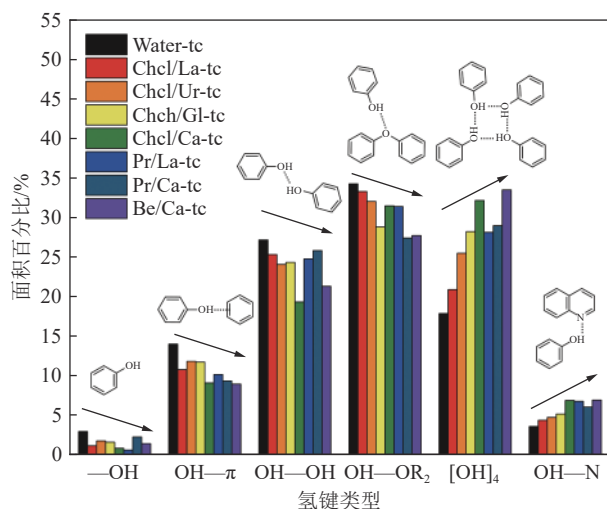 55
50
45
40
35
30
25
20
15
10
5
0
面积百分比/%
Water-tc
Chcl/La-tc
Chcl/Ur-tc
Chch/Gl-tc
Chcl/Ca-tc
Pr/La-tc
Pr/Ca-tc
Be/Ca-tc
OH
OH
OH
HO
OH
O
OH
HO
OH
HO
N
OH
—OH
OH—π
OH—OH
OH—OR₂
[OH]₄
OH—N
氢键类型